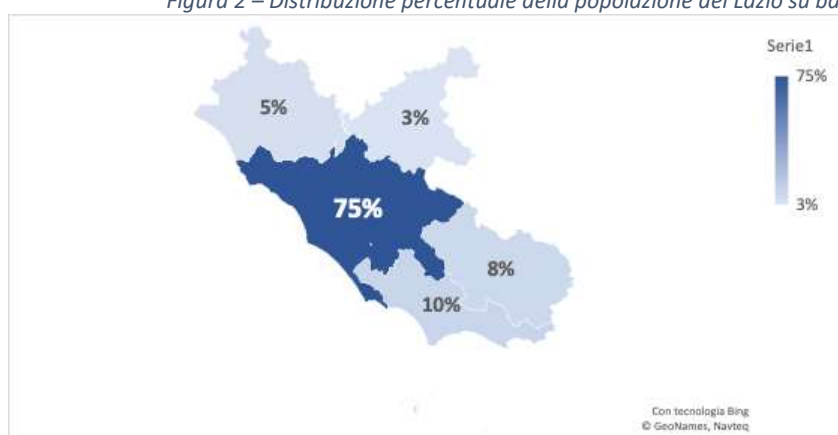 Figura 2 – Distribuzione percentuale della popolazione del Lazio su
Serie1
75%
3%
5%
3%
75%
8%
10%
Con tecnologia Bing
© GeoNames, Navteq